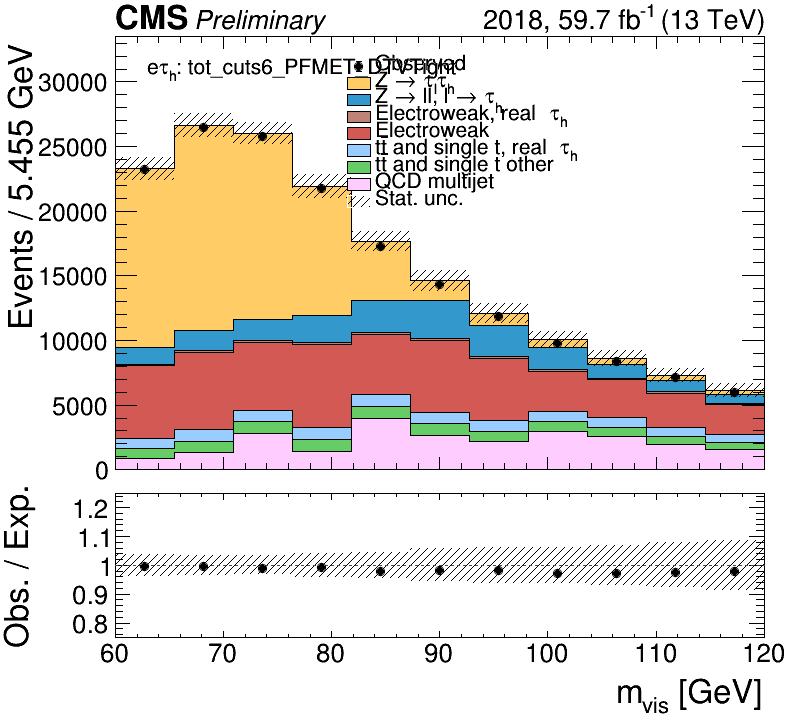 CMS Preliminary 2018, 59.7 fb⁻¹ (13 TeV)
eτh: tot_cuts6_PFMET
Observed
Z → ττh
Z → ll, l → τh
Electroweak, real τh
Electroweak
tt and single t, real τh
tt and single t other
QCD multijet
Stat. unc.
Events / 5.455 GeV
30000
25000
20000
15000
10000
5000
0
Obs. / Exp.
1.2
1.1
1
0.9
0.8
60 70 80 90 100 110 120
mvis [GeV]